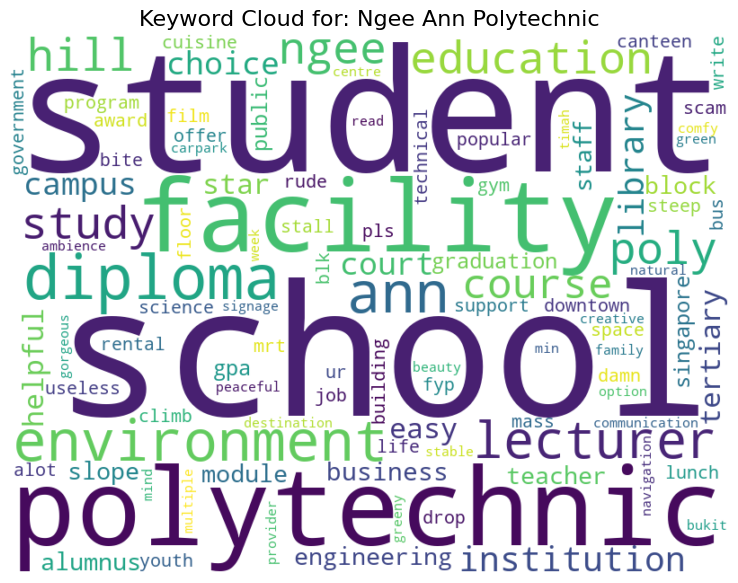 Keyword Cloud for: Ngee Ann Polytechnic
hill
cuisine
choice
centre
ngee
education
canteen
write
government
program
award
film
offer
carpark
public
student
read
technical
popular
timah
staff
library
scam
comfy
green
bite
campus
star
rude
facility
gym
block
steep
bus
study
ambience
floor
week
stall
pls
blk
court
graduation
poly
natural
diploma
ann
course
science
signage
support
downtown
singapore
tertiary
creative
space
helpful
gorgeous
rental
mrt
school
useless
gpa
peaceful
ur
job
building
beauty
fyp
min
family
damn
option
climb
destination
easy
mass
communication
environment
life
stable
lecturer
navigation
alot
slope
mind
multiple
module
business
teacher
lunch
polytechnic
provider
greeny
drop
bukit
alumnus
youth
engineering
institution